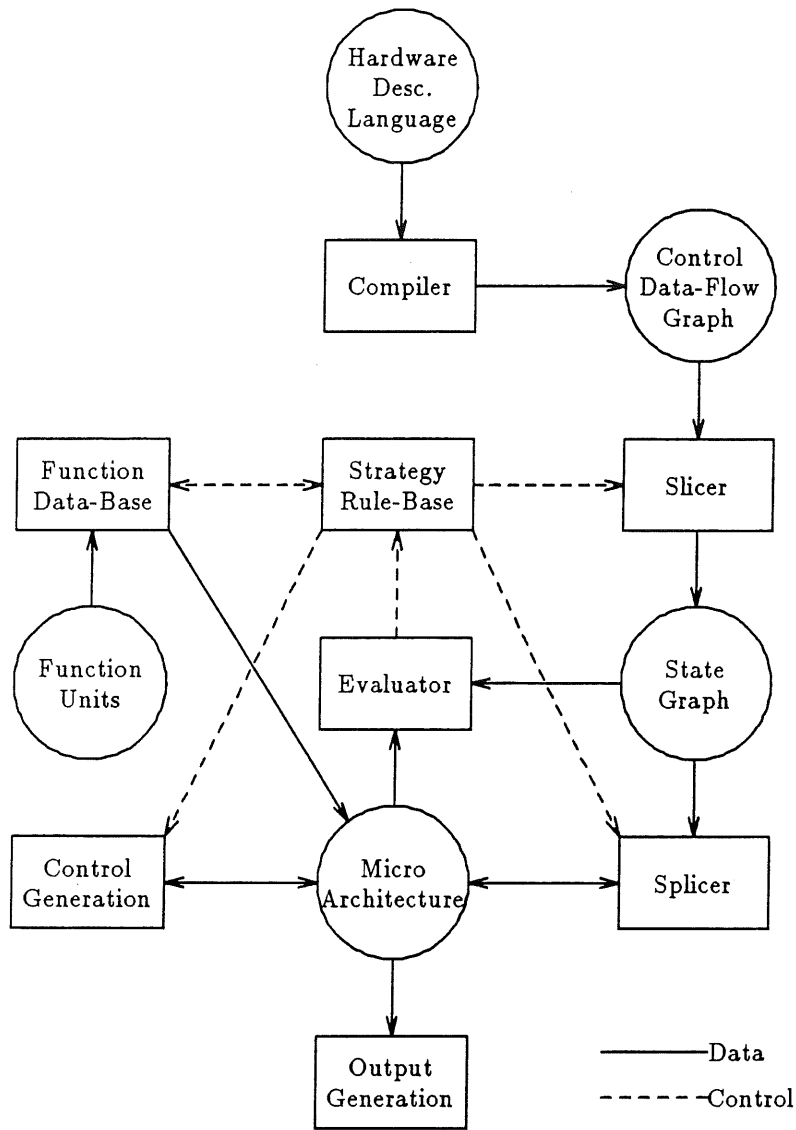 Hardware
Desc.
Language
Compiler
Control
Data-Flow
Graph
Function
Data-Base
Strategy
Rule-Base
Slicer
Function
Units
Evaluator
State
Graph
Control
Generation
Micro
Architecture
Splicer
Output
Generation
Data
Control